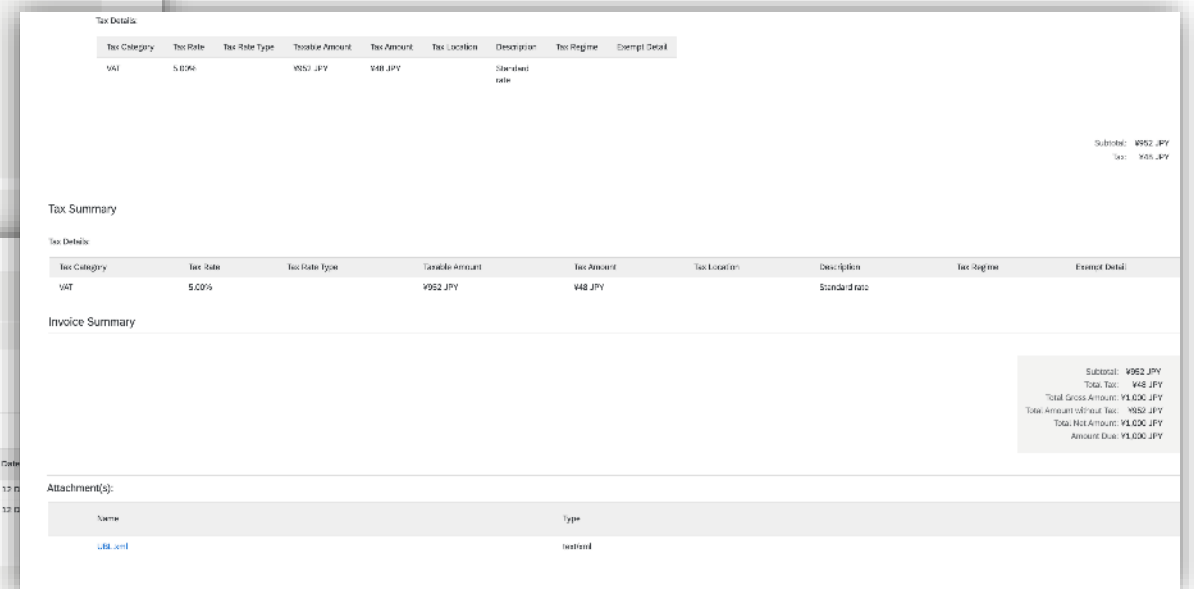 Tax Details:
Tax Category Tax Rate Tax Rate Type Taxable Amount Tax Amount Tax Location Description Tax Regime Exempt Detail
VAT 5.00% ¥952 JPY ¥48 JPY Standard
rate
Subtotal: ¥952 JPY
Tax: ¥48 JPY
Tax Summary
Tax Details:
Tax Category Tax Rate Tax Rate Type Taxable Amount Tax Amount Tax Location Description Tax Regime Exempt Detail
VAT 5.00% ¥952 JPY ¥48 JPY Standard rate
Invoice Summary
Subtotal: ¥952 JPY
Total Tax: ¥48 JPY
Total Gross Amount: ¥1,000 JPY
Total Amount without Tax: ¥952 JPY
Total Net Amount: ¥1,000 JPY
Amount Due: ¥1,000 JPY
Date
12 D
12 D
Attachment(s):
Name Type
UBL.xml text/xml